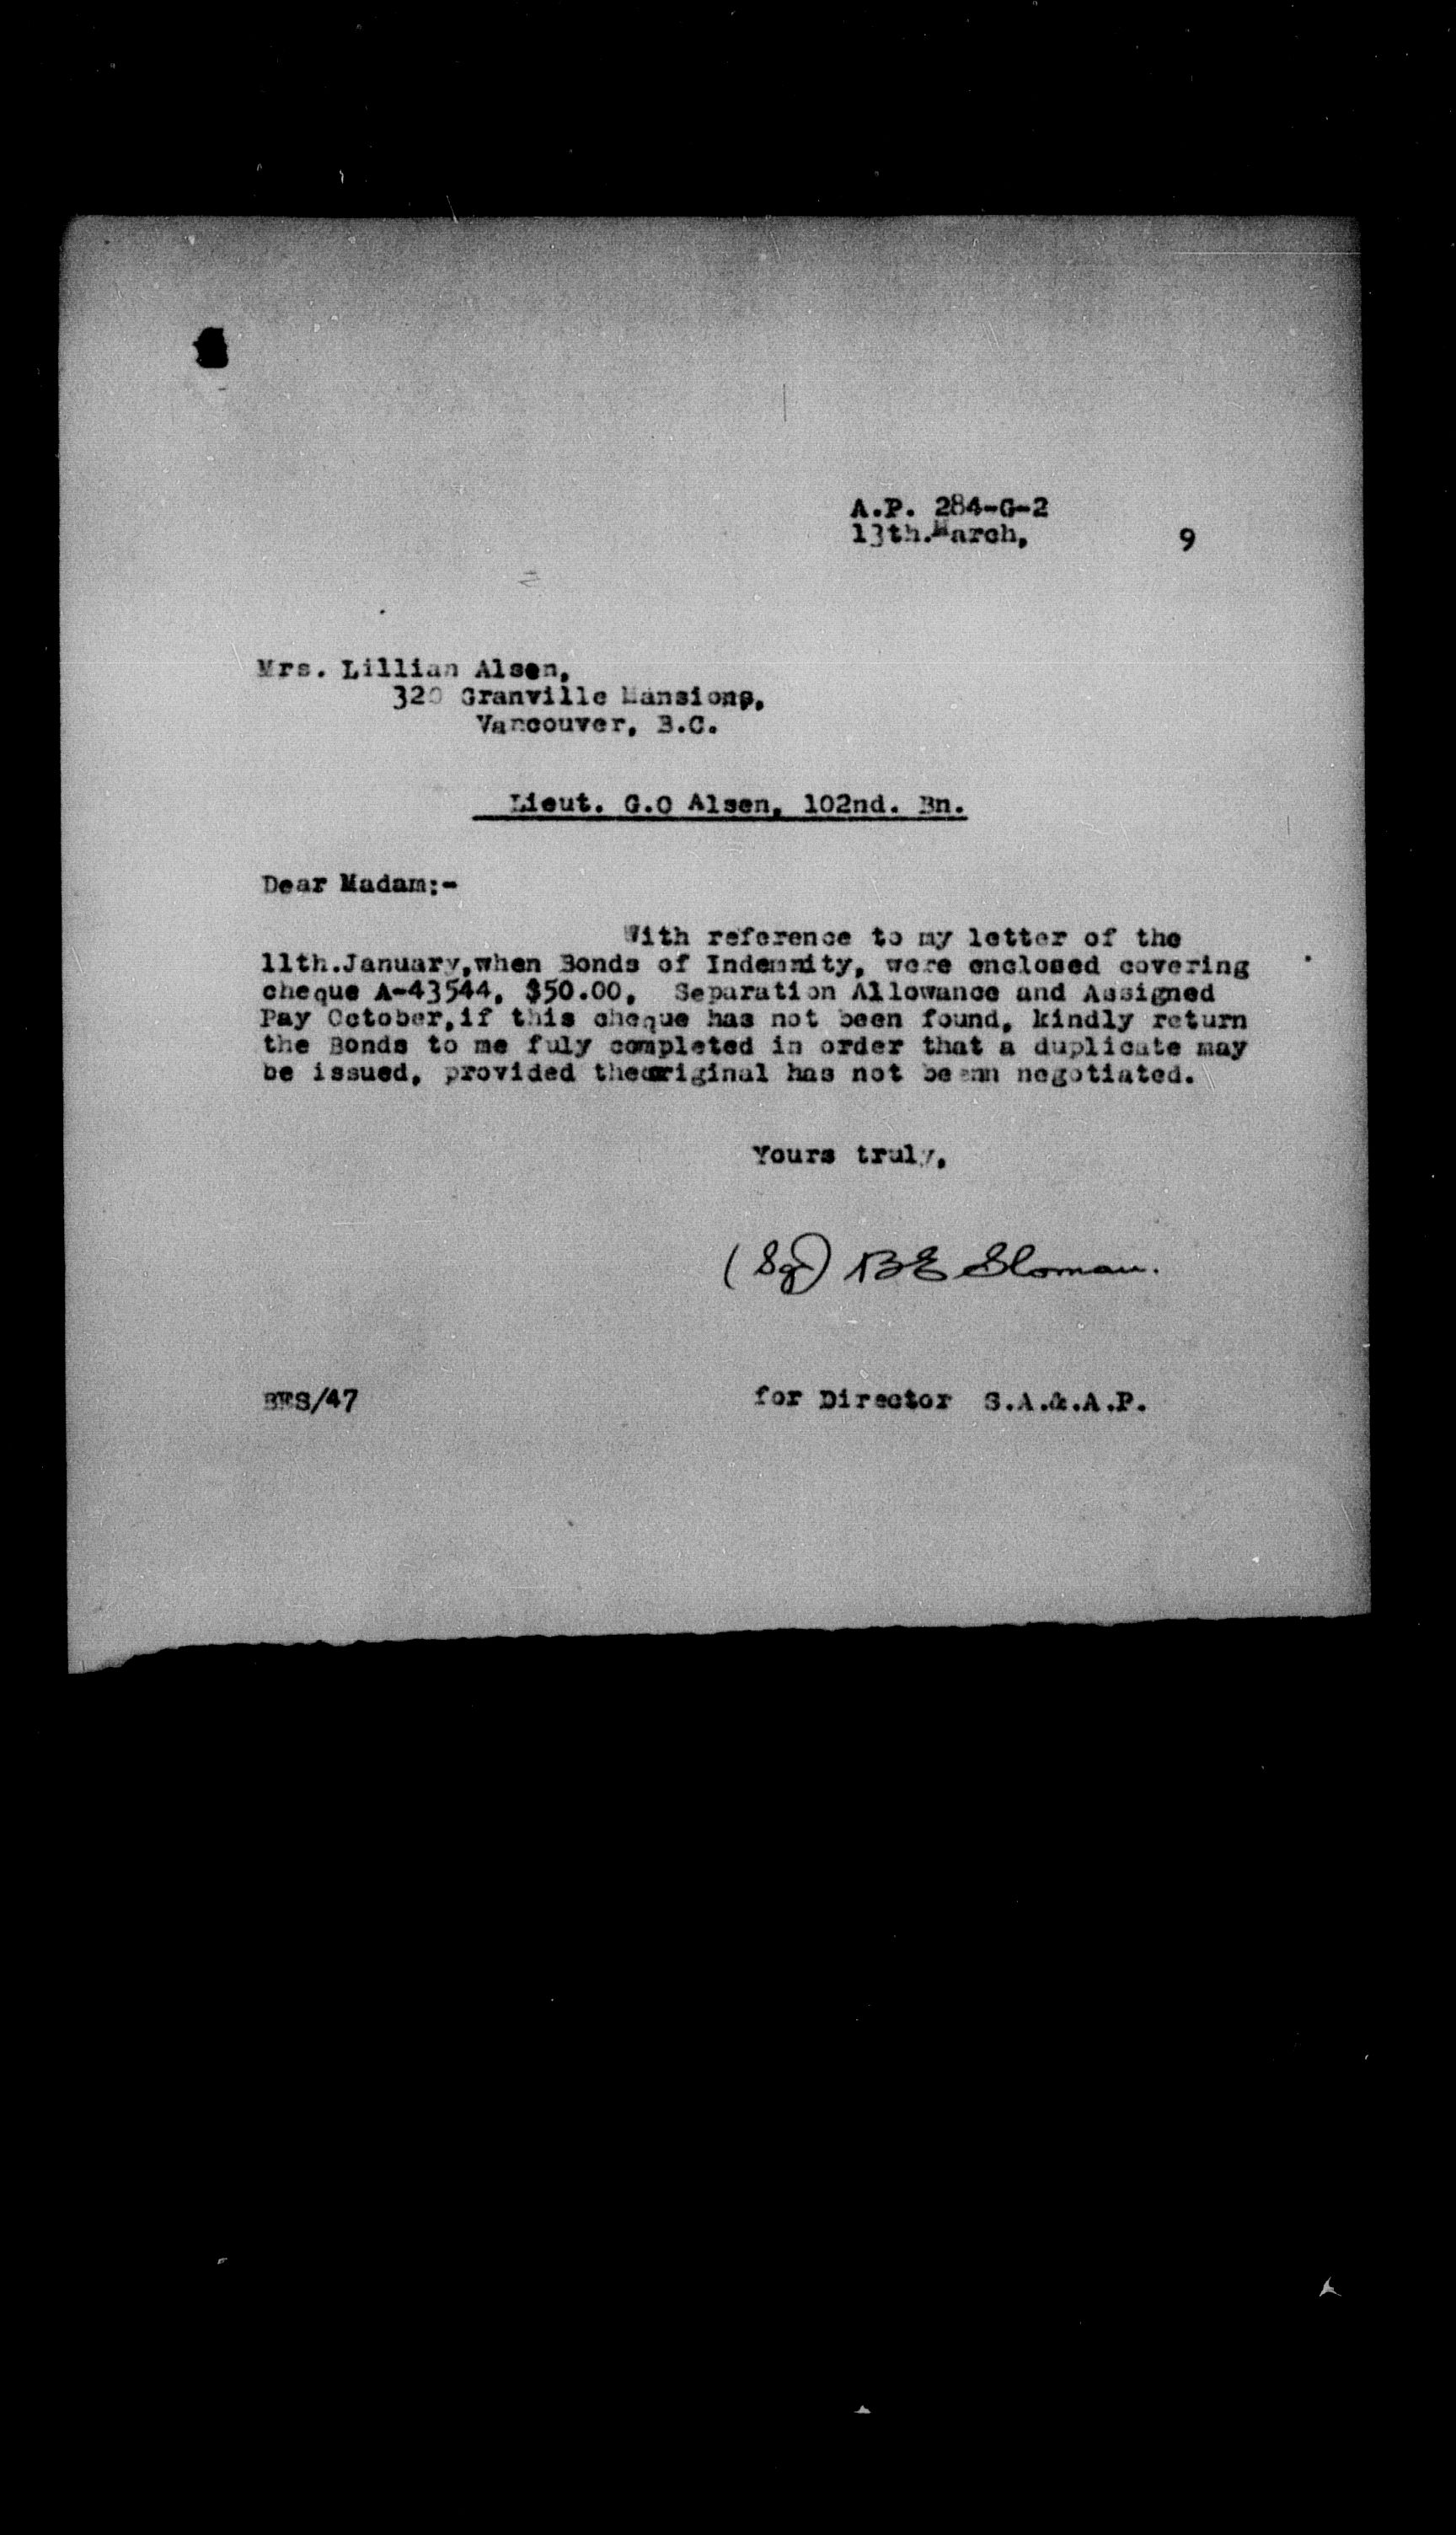 A.P. 284-G-2
13th.March, 9
Mrs. Lillian Alsen,
320 Granville Mansions,
Vancouver, B.C.
Lieut. G.O Alsen, 102nd. Bn.
Dear Madam:-
With reference to my letter of the
11th.January,when Bonds of Indemnity, were enclosed covering
cheque A-43544, $50.00, Separation Allowance and Assigned
Pay October,if this cheque has not been found, kindly return
the Bonds to me fuly completed in order that a duplicate may
be issued, provided the original has not been negotiated.
Yours truly,
(Sgd) B E Sloman.
for Director S.A.&.A.P.